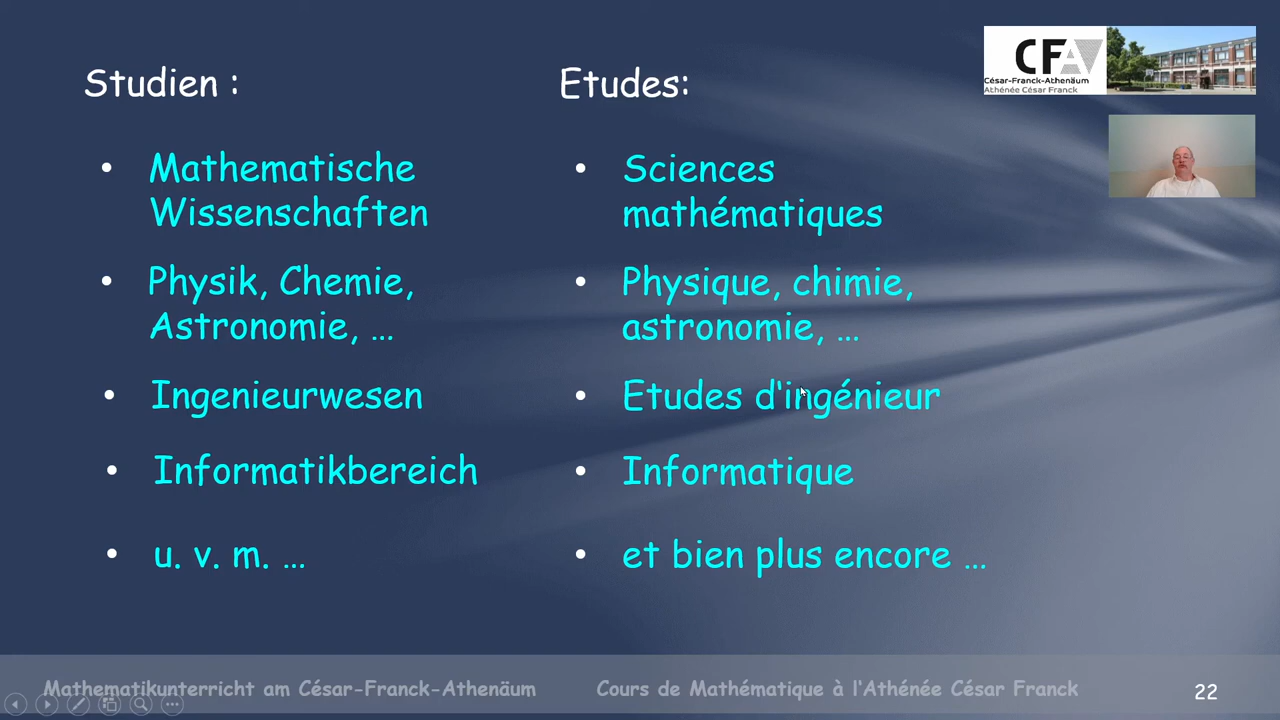 Studien :
Mathematische
Wissenschaften
Physik, Chemie,
Astronomie, ...
Ingenieurwesen
Informatikbereich
u. v. m. ...
Etudes:
Sciences
mathématiques
Physique, chimie,
astronomie, ...
Etudes d'ingénieur
Informatique
et bien plus encore ...
CFA
César-Franck-Athenäum
Athénée César Franck
Mathematikunterricht am César-Franck-Athenäum
Cours de Mathématique à l'Athénée César Franck
22